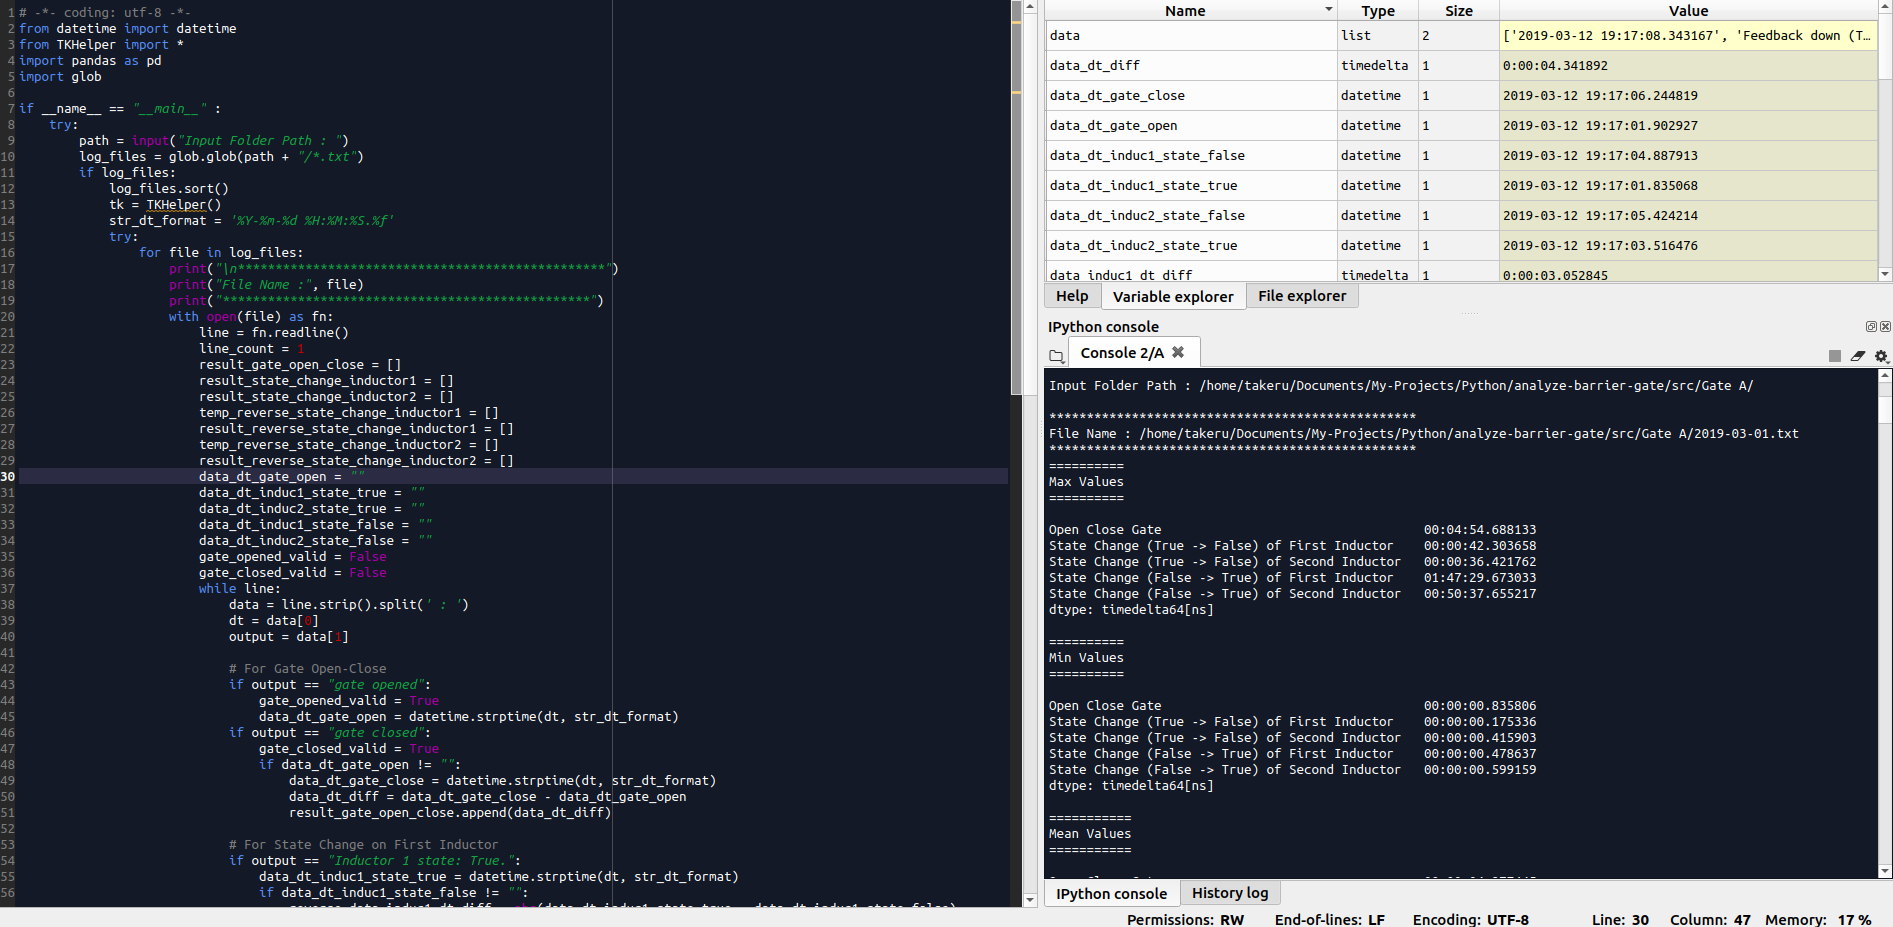 1 # -*- coding: utf-8 -*-
2 from datetime import datetime
3 from TKHelper import *
4 import pandas as pd
5 import glob
6
7 if __name__ == "__main__" :
8     try:
9         path = input("Input Folder Path : ")
10         log_files = glob.glob(path + "/*.txt")
11         if log_files:
12             log_files.sort()
13             tk = TKHelper()
14             str_dt_format = '%Y-%m-%d %H:%M:%S.%f'
15             try:
16                 for file in log_files:
17                     print("\n*************************************************")
18                     print("File Name :", file)
19                     print("*************************************************")
20                     with open(file) as fn:
21                         line = fn.readline()
22                         line_count = 1
23                         result_gate_open_close = []
24                         result_state_change_inductor1 = []
25                         result_state_change_inductor2 = []
26                         temp_reverse_state_change_inductor1 = []
27                         result_reverse_state_change_inductor1 = []
28                         temp_reverse_state_change_inductor2 = []
29                         result_reverse_state_change_inductor2 = []
30                         data_dt_gate_open = ""
31                         data_dt_induc1_state_true = ""
32                         data_dt_induc2_state_true = ""
33                         data_dt_induc1_state_false = ""
34                         data_dt_induc2_state_false = ""
35                         gate_opened_valid = False
36                         gate_closed_valid = False
37                         while line:
38                             data = line.strip().split(' : ')
39                             dt = data[0]
40                             output = data[1]
41
42                             # For Gate Open-Close
43                             if output == "gate opened":
44                                 gate_opened_valid = True
45                                 data_dt_gate_open = datetime.strptime(dt, str_dt_format)
46                             if output == "gate closed":
47                                 gate_closed_valid = True
48                                 if data_dt_gate_open != "":
49                                     data_dt_gate_close = datetime.strptime(dt, str_dt_format)
50                                     data_dt_diff = data_dt_gate_close - data_dt_gate_open
51                                     result_gate_open_close.append(data_dt_diff)
52
53                             # For State Change on First Inductor
54                             if output == "Inductor 1 state: True.":
55                                 data_dt_induc1_state_true = datetime.strptime(dt, str_dt_format)
56                                 if data_dt_induc1_state_false != "":
Name Type Size Value
data list 2 ['2019-03-12 19:17:08.343167', 'Feedback down (T…
data_dt_diff timedelta 1 0:00:04.341892
data_dt_gate_close datetime 1 2019-03-12 19:17:06.244819
data_dt_gate_open datetime 1 2019-03-12 19:17:01.902927
data_dt_induc1_state_false datetime 1 2019-03-12 19:17:04.887913
data_dt_induc1_state_true datetime 1 2019-03-12 19:17:01.835068
data_dt_induc2_state_false datetime 1 2019-03-12 19:17:05.424214
data_dt_induc2_state_true datetime 1 2019-03-12 19:17:03.516476
data_induc1_dt_diff timedelta 1 0:00:03.052845
Help Variable explorer File explorer
IPython console
Console 2/A
Input Folder Path : /home/takeru/Documents/My-Projects/Python/analyze-barrier-gate/src/Gate A/
*************************************************
File Name : /home/takeru/Documents/My-Projects/Python/analyze-barrier-gate/src/Gate A/2019-03-01.txt
*************************************************
==========
Max Values
==========
Open Close Gate 00:04:54.688133
State Change (True -> False) of First Inductor 00:00:42.303658
State Change (True -> False) of Second Inductor 00:00:36.421762
State Change (False -> True) of First Inductor 01:47:29.673033
State Change (False -> True) of Second Inductor 00:50:37.655217
dtype: timedelta64[ns]
==========
Min Values
==========
Open Close Gate 00:00:00.835806
State Change (True -> False) of First Inductor 00:00:00.175336
State Change (True -> False) of Second Inductor 00:00:00.415903
State Change (False -> True) of First Inductor 00:00:00.478637
State Change (False -> True) of Second Inductor 00:00:00.599159
dtype: timedelta64[ns]
===========
Mean Values
===========
IPython console History log
Permissions: RW End-of-lines: LF Encoding: UTF-8 Line: 30 Column: 47 Memory: 17 %